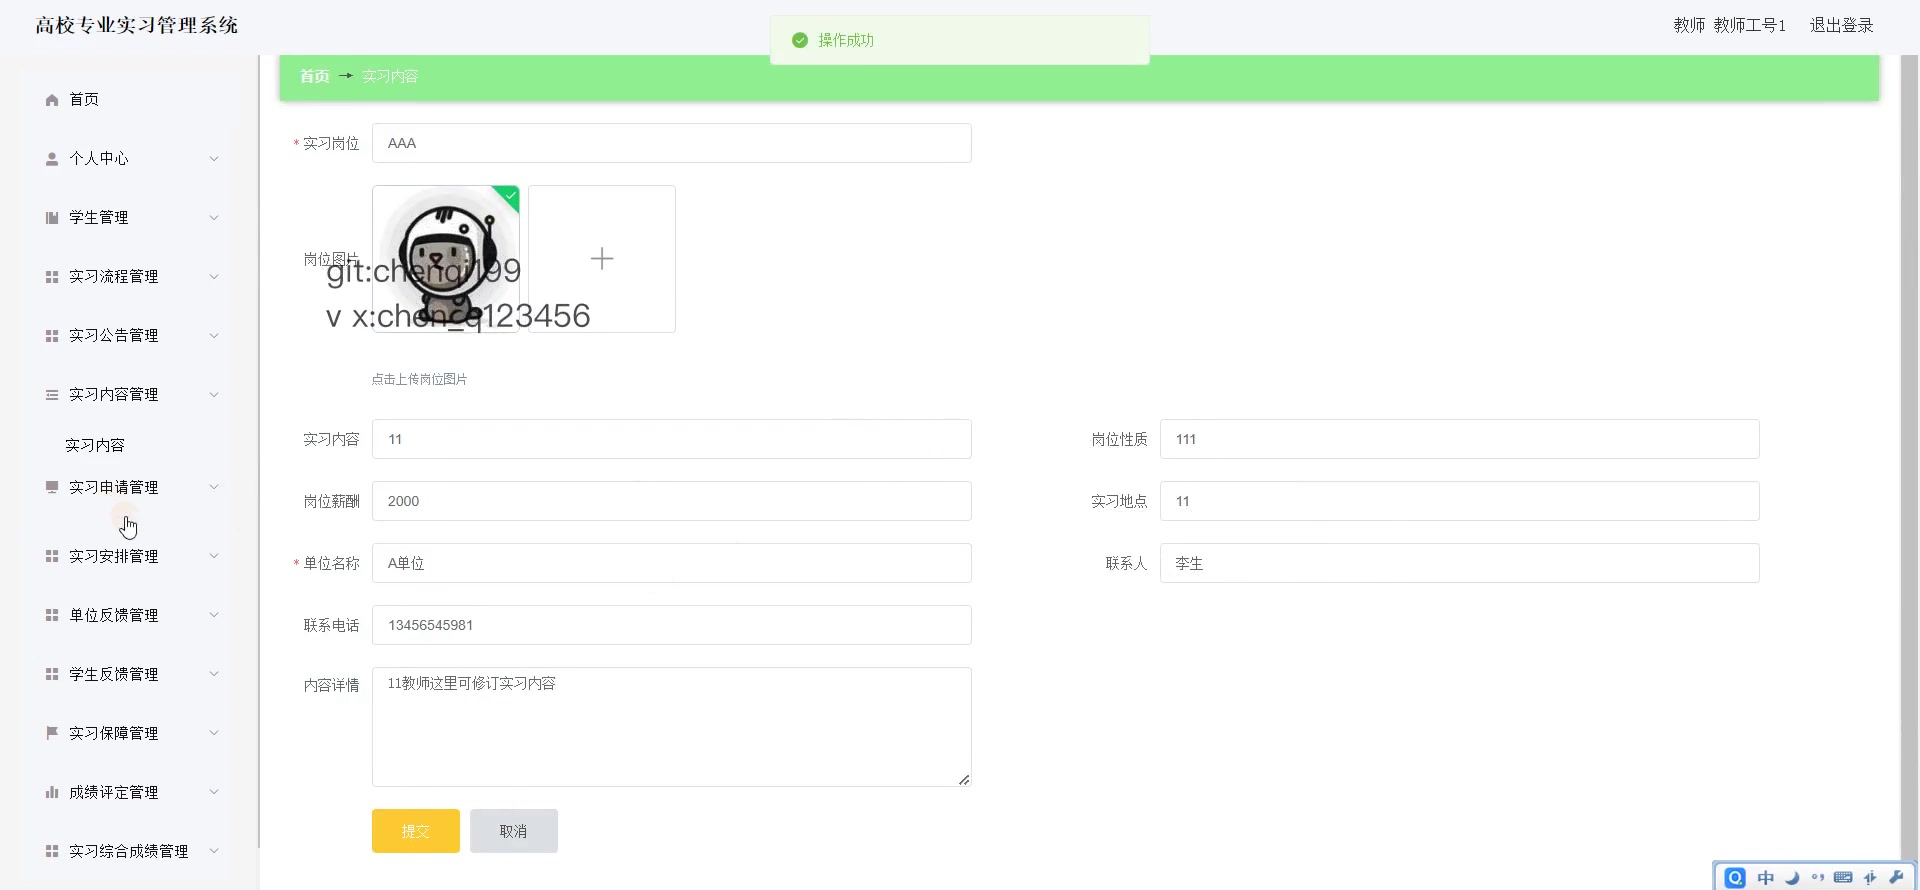 高校专业实习管理系统
操作成功
教师 教师工号1 退出登录
首页 → 实习内容
首页
个人中心
学生管理
实习流程管理
实习公告管理
实习内容管理
实习内容
实习申请管理
实习安排管理
单位反馈管理
学生反馈管理
实习保障管理
成绩评定管理
实习综合成绩管理
* 实习岗位 AAA
岗位图片
git:chenqi199
v x:chen_q123456
点击上传岗位图片
实习内容 11 岗位性质 111
岗位薪酬 2000 实习地点 11
* 单位名称 A单位 联系人 李生
联系电话 13456545981
内容详情 11教师这里可修订实习内容
提交 取消
中